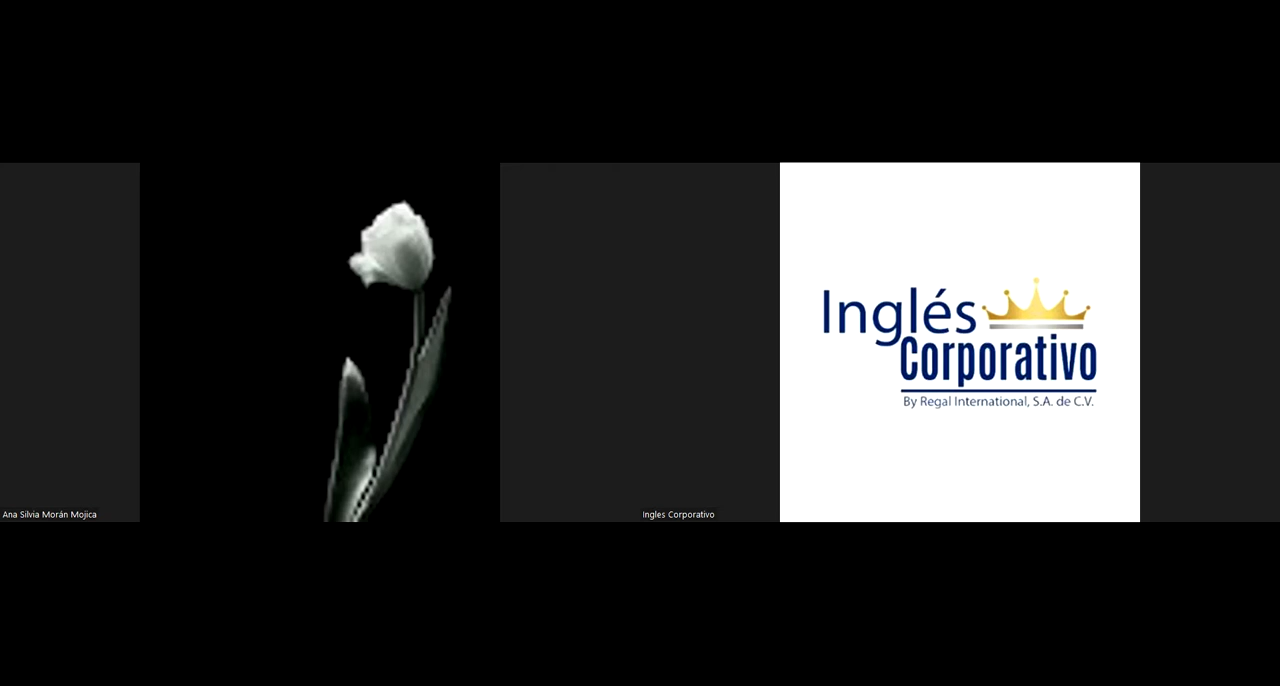 Inglés
Corporativo
By Regal International, S.A. de C.V.
Ana Silvia Morán Mojica
Ingles Corporativo